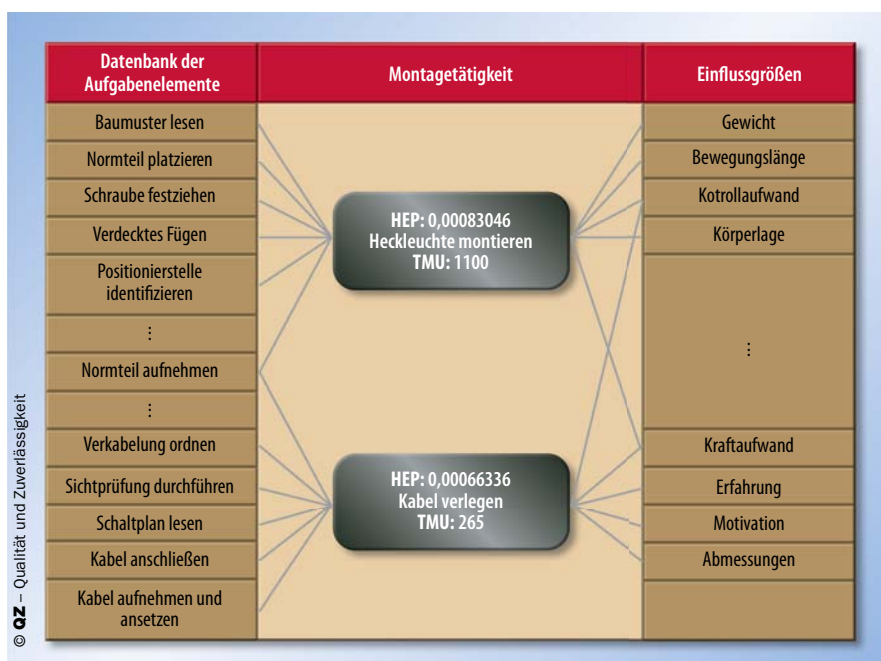 Datenbank der
Aufgabenelemente
Montagetätigkeit
Einflussgrößen
Baumuster lesen
Normteil platzieren
Schraube festziehen
Verdecktes Fügen
Positionierstelle
identifizieren
⋮
Normteil aufnehmen
⋮
Verkabelung ordnen
Sichtprüfung durchführen
Schaltplan lesen
Kabel anschließen
Kabel aufnehmen und
ansetzen
HEP: 0,00083046
Heckleuchte montieren
TMU: 1100
HEP: 0,00066336
Kabel verlegen
TMU: 265
Gewicht
Bewegungslänge
Kotrollaufwand
Körperlage
⋮
Kraftaufwand
Erfahrung
Motivation
Abmessungen
© QZ – Qualität und Zuverlässigkeit